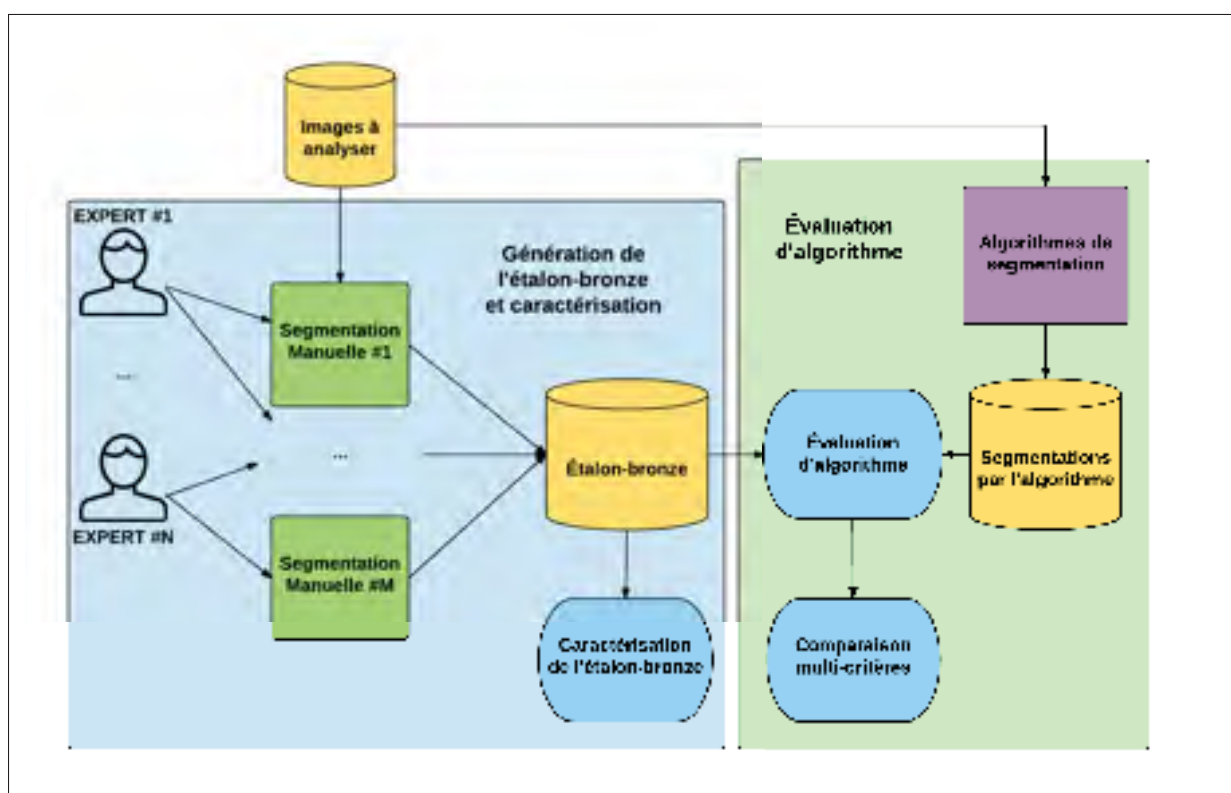 Images à
analyser
EXPERT #1
Génération de
l'étalon-bronze
et caractérisation
Évaluation
d'algorithme
Algorithmes de
segmentation
Segmentation
Manuelle #1
...
...
EXPERT #N
Étalon-bronze
Évaluation
d'algorithme
Segmentations
par l'algorithme
Segmentation
Manuelle #M
Caractérisation
de l'étalon-bronze
Comparaison
multi-critères